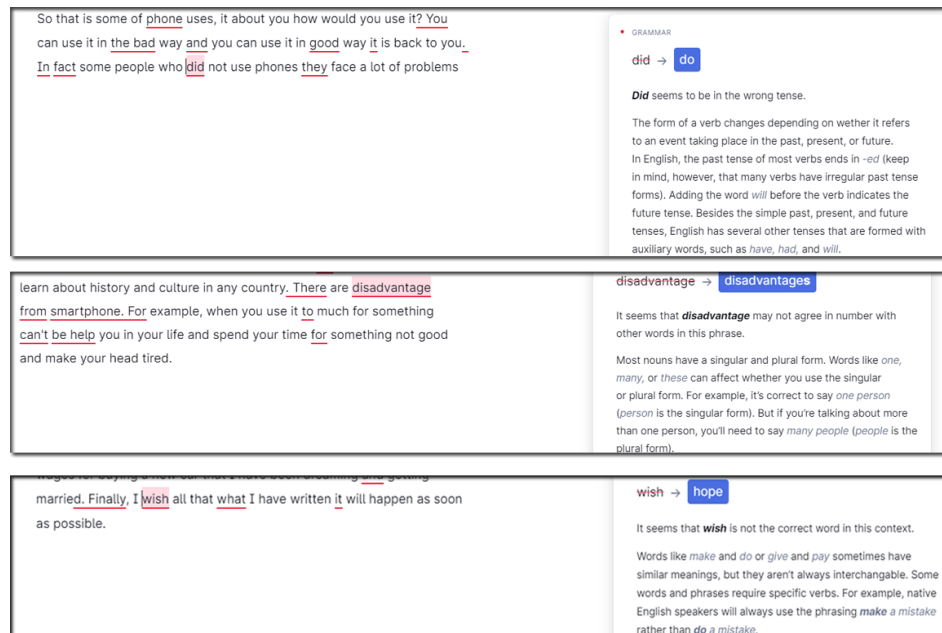 So that is some of phone uses, it about you how would you use it? You
can use it in the bad way and you can use it in good way it is back to you.
In fact some people who did not use phones they face a lot of problems
GRAMMAR
did → do
Did seems to be in the wrong tense.
The form of a verb changes depending on wether it refers
to an event taking place in the past, present, or future.
In English, the past tense of most verbs ends in -ed (keep
in mind, however, that many verbs have irregular past tense
forms). Adding the word will before the verb indicates the
future tense. Besides the simple past, present, and future
tenses, English has several other tenses that are formed with
auxiliary words, such as have, had, and will.
learn about history and culture in any country. There are disadvantage
from smartphone. For example, when you use it to much for something
can't be help you in your life and spend your time for something not good
and make your head tired.
disadvantage → disadvantages
It seems that disadvantage may not agree in number with
other words in this phrase.
Most nouns have a singular and plural form. Words like one,
many, or these can affect whether you use the singular
or plural form. For example, it's correct to say one person
(person is the singular form). But if you're talking about more
than one person, you'll need to say many people (people is the
plural form).
wages for buying a new car that I have been dreaming and getting
married. Finally, I wish all that what I have written it will happen as soon
as possible.
wish → hope
It seems that wish is not the correct word in this context.
Words like make and do or give and pay sometimes have
similar meanings, but they aren't always interchangable. Some
words and phrases require specific verbs. For example, native
English speakers will always use the phrasing make a mistake
rather than do a mistake.